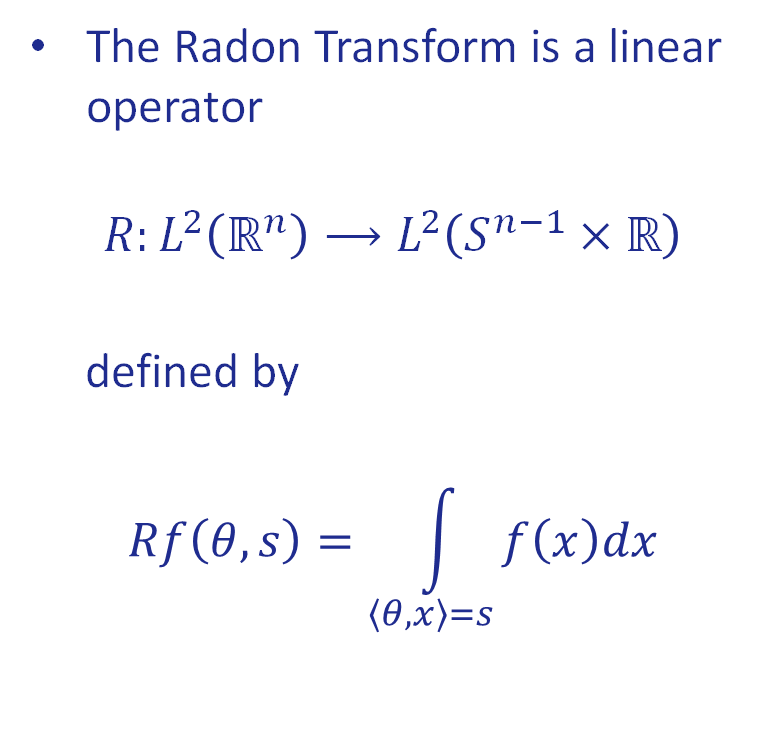 • The Radon Transform is a linear
operator
R: L²(ℝⁿ) ⟶ L²(Sⁿ⁻¹ × ℝ)
defined by
Rf(θ,s) = ∫ f(x)dx
⟨θ,x⟩=s